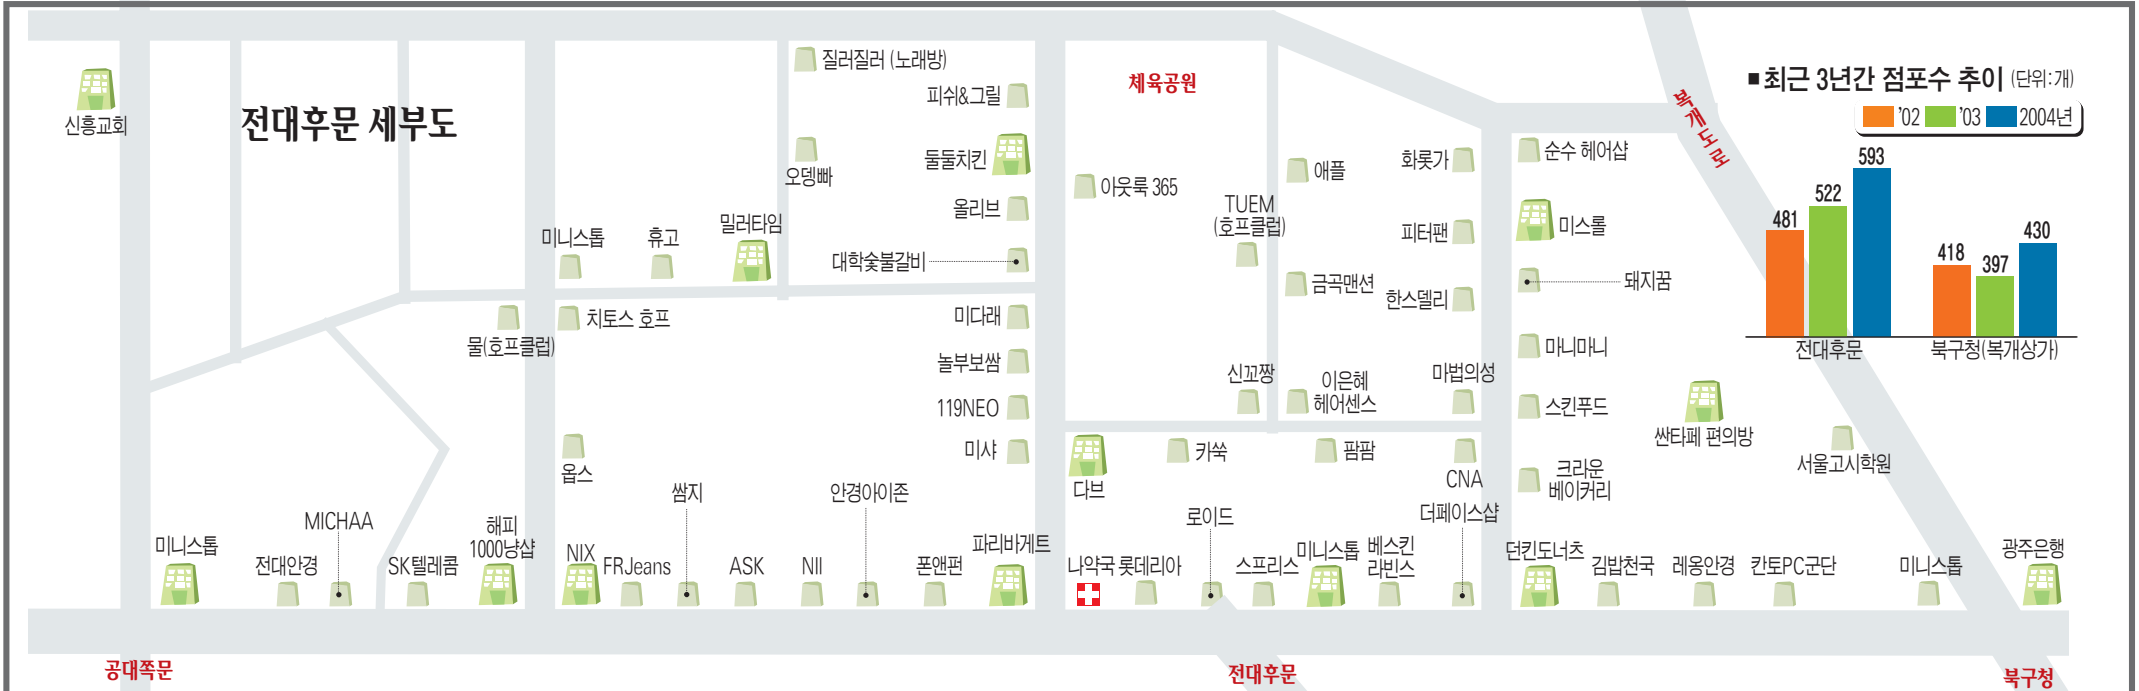 전대후문 세부도
신흥교회
질러질러 (노래방)
피쉬&그릴
둘둘치킨
오뎅빠
올리브
밀러타임
미니스톱
휴고
대학숯불갈비
물(호프클럽)
치토스 호프
미다래
놀부보쌈
119NEO
미샤
옵스
쌈지
안경아이존
MICHAA
해피
1000냥샵
미니스톱
전대안경
SK텔레콤
NIX
FRJeans
ASK
NII
폰앤펀
파리바게트
체육공원
아웃룩 365
TUEM
(호프클럽)
애플
화롯가
피터팬
금곡맨션
한스델리
신꼬짱
이은혜
헤어센스
마법의성
다브
카쑥
팜팜
CNA
더페이스샵
로이드
나약국
롯데리아
스프리스
미니스톱
베스킨
라빈스
순수 헤어샵
미스롤
돼지꿈
마니마니
스킨푸드
크라운
베이커리
싼타페 편의방
서울고시학원
던킨도너츠
김밥천국
레옹안경
칸토PC군단
미니스톱
광주은행
복개도로
■ 최근 3년간 점포수 추이 (단위:개)
'02 '03 2004년
481 522 593
418 397 430
전대후문 북구청(복개상가)
공대쪽문
전대후문
북구청